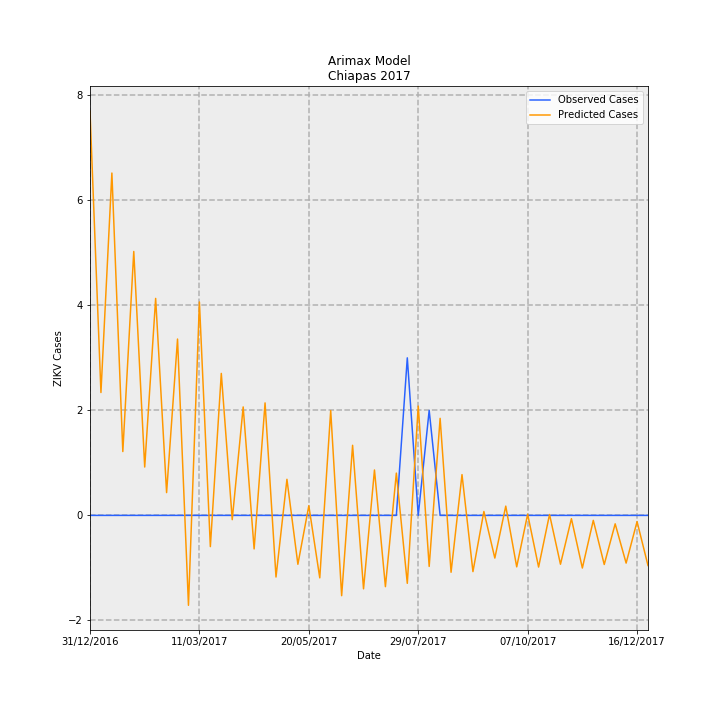 Arimax Model
Chiapas 2017
Observed Cases
Predicted Cases
8
6
4
2
0
−2
ZIKV Cases
31/12/2016 11/03/2017 20/05/2017 29/07/2017 07/10/2017 16/12/2017
Date